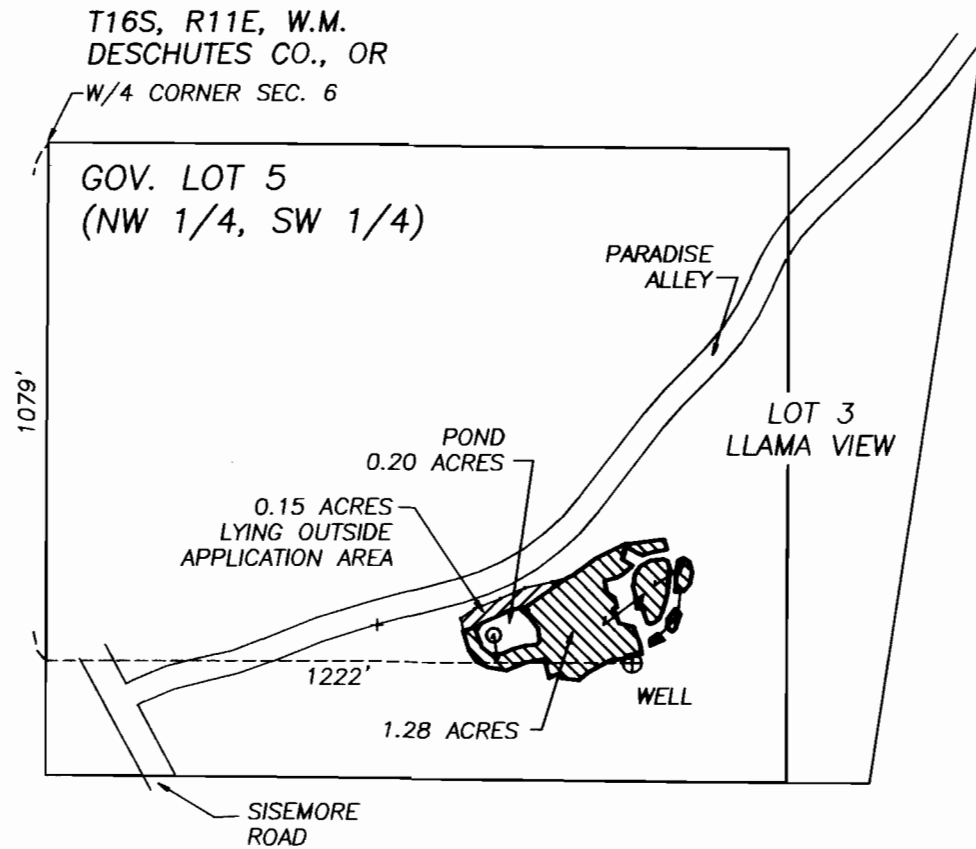 T16S, R11E, W.M.
DESCHUTES CO., OR
W/4 CORNER SEC. 6
GOV. LOT 5
(NW 1/4, SW 1/4)
PARADISE
ALLEY
1079'
LOT 3
LLAMA VIEW
POND
0.20 ACRES
0.15 ACRES
LYING OUTSIDE
APPLICATION AREA
1222'
WELL
1.28 ACRES
SISEMORE
ROAD